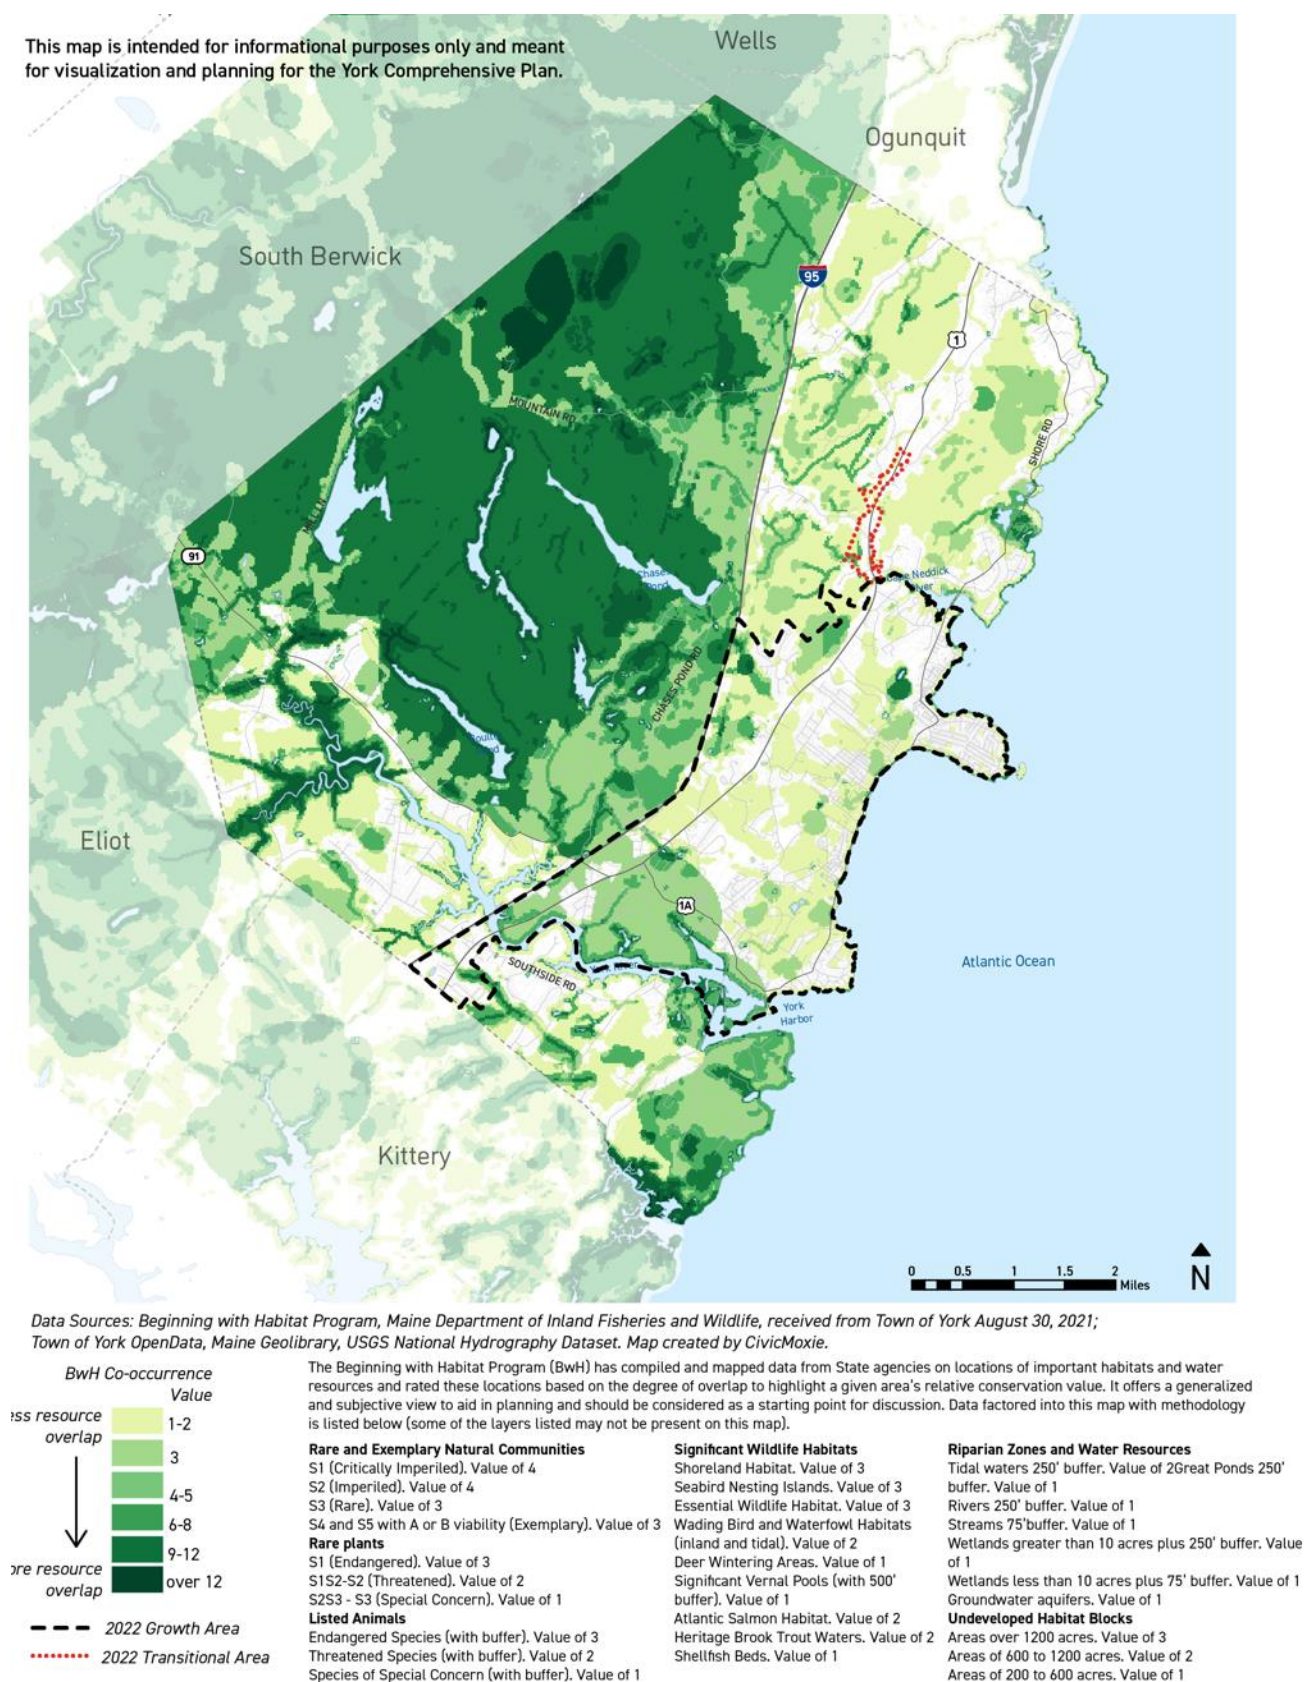 This map is intended for informational purposes only and meant
for visualization and planning for the York Comprehensive Plan.
Wells
Ogunquit
South Berwick
95
1
MOUNTAIN RD
SHORE RD
91
Chases
Pond
Cape Neddick
River
CHASES POND RD
South
Pond
Eliot
1A
SOUTHSIDE RD
York River
Atlantic Ocean
York
Harbor
Kittery
0 0.5 1 1.5 2
Miles
N
Data Sources: Beginning with Habitat Program, Maine Department of Inland Fisheries and Wildlife, received from Town of York August 30, 2021;
Town of York OpenData, Maine Geolibrary, USGS National Hydrography Dataset. Map created by CivicMoxie.
BwH Co-occurrence
Value
ess resource
overlap
1-2
3
4-5
6-8
9-12
over 12
ore resource
overlap
2022 Growth Area
2022 Transitional Area
The Beginning with Habitat Program (BwH) has compiled and mapped data from State agencies on locations of important habitats and water
resources and rated these locations based on the degree of overlap to highlight a given area's relative conservation value. It offers a generalized
and subjective view to aid in planning and should be considered as a starting point for discussion. Data factored into this map with methodology
is listed below (some of the layers listed may not be present on this map).
Rare and Exemplary Natural Communities
S1 (Critically Imperiled). Value of 4
S2 (Imperiled). Value of 4
S3 (Rare). Value of 3
S4 and S5 with A or B viability (Exemplary). Value of 3
Rare plants
S1 (Endangered). Value of 3
S1S2-S2 (Threatened). Value of 2
S2S3 - S3 (Special Concern). Value of 1
Listed Animals
Endangered Species (with buffer). Value of 3
Threatened Species (with buffer). Value of 2
Species of Special Concern (with buffer). Value of 1
Significant Wildlife Habitats
Shoreland Habitat. Value of 3
Seabird Nesting Islands. Value of 3
Essential Wildlife Habitat. Value of 3
Wading Bird and Waterfowl Habitats
(inland and tidal). Value of 2
Deer Wintering Areas. Value of 1
Significant Vernal Pools (with 500'
buffer). Value of 1
Atlantic Salmon Habitat. Value of 2
Heritage Brook Trout Waters. Value of 2
Shellfish Beds. Value of 1
Riparian Zones and Water Resources
Tidal waters 250' buffer. Value of 2Great Ponds 250'
buffer. Value of 1
Rivers 250' buffer. Value of 1
Streams 75'buffer. Value of 1
Wetlands greater than 10 acres plus 250' buffer. Value
of 1
Wetlands less than 10 acres plus 75' buffer. Value of 1
Groundwater aquifers. Value of 1
Undeveloped Habitat Blocks
Areas over 1200 acres. Value of 3
Areas of 600 to 1200 acres. Value of 2
Areas of 200 to 600 acres. Value of 1